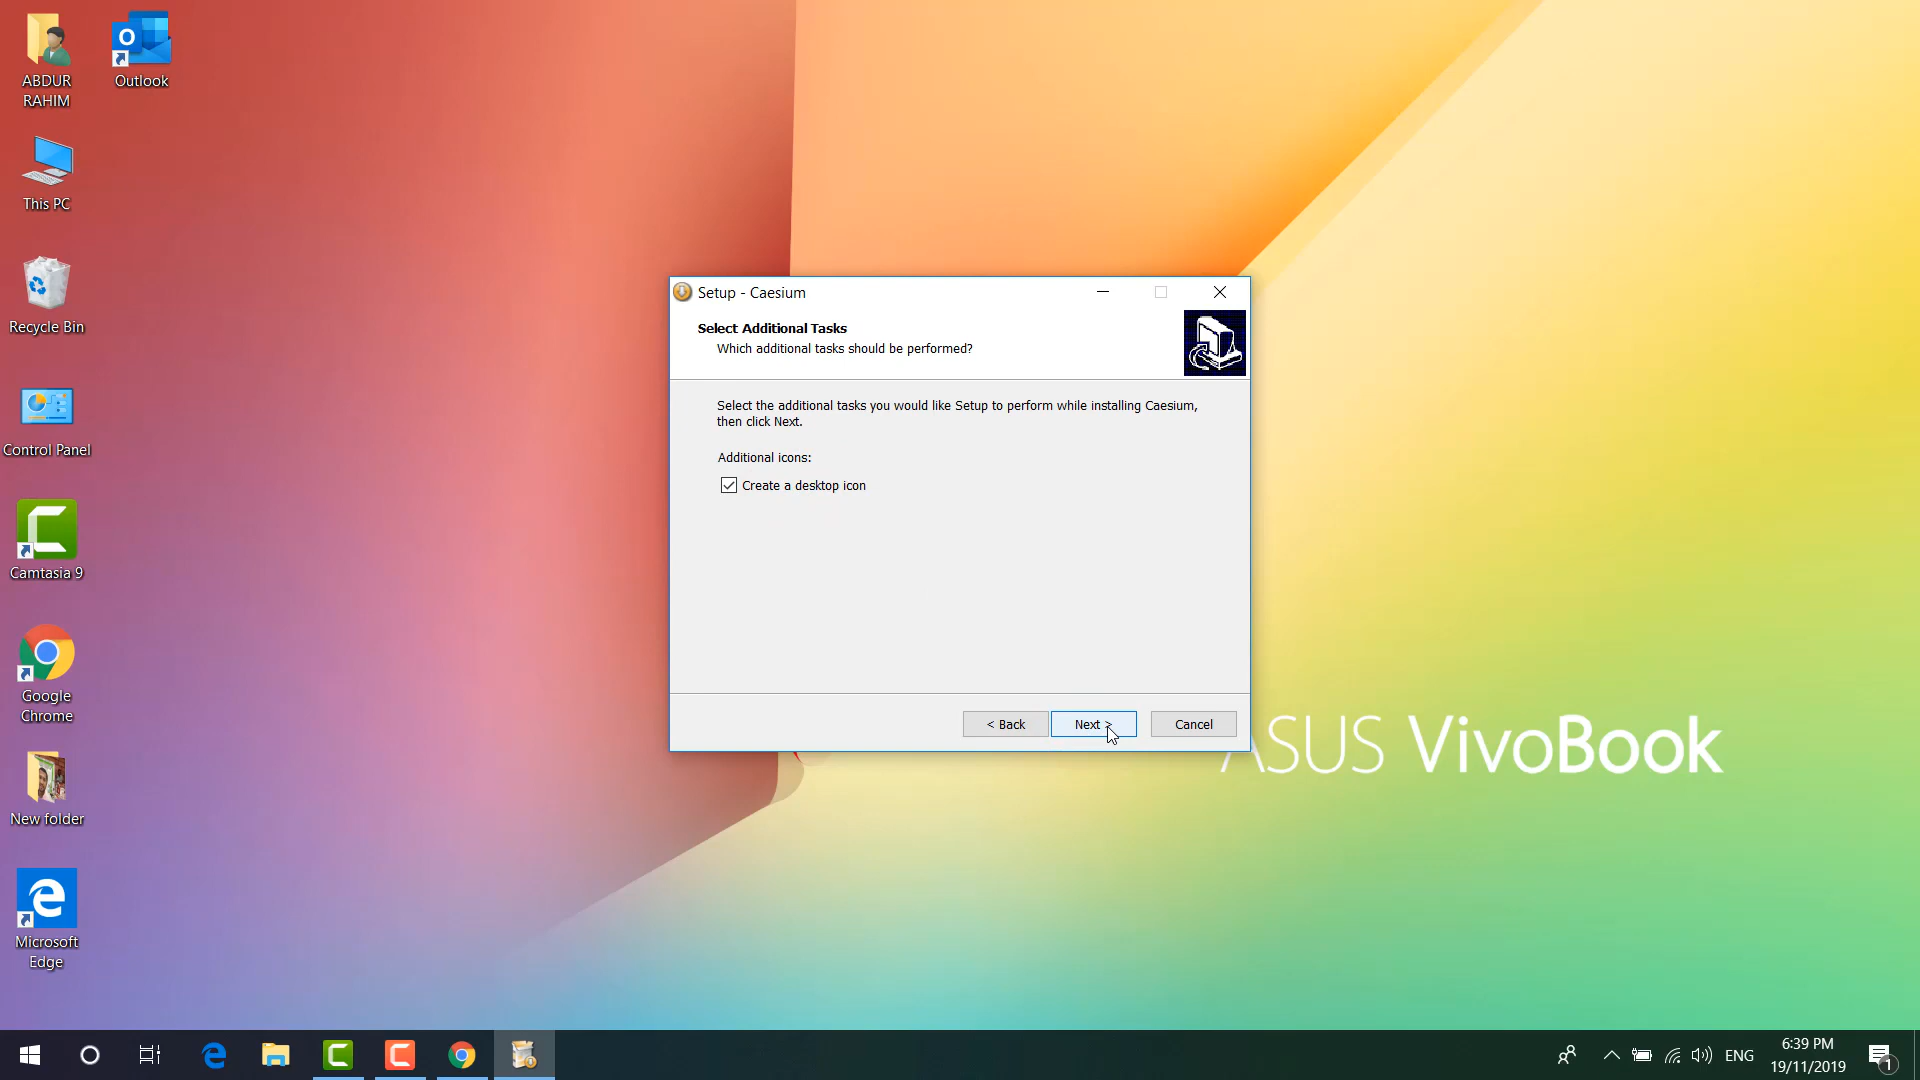 ABDUR
RAHIM
Outlook
This PC
Recycle Bin
Control Panel
Camtasia 9
Google
Chrome
New folder
Microsoft
Edge
Setup - Caesium
Select Additional Tasks
Which additional tasks should be performed?
Select the additional tasks you would like Setup to perform while installing Caesium,
then click Next.
Additional icons:
Create a desktop icon
< Back
Next >
Cancel
ASUS VivoBook
ENG
6:39 PM
19/11/2019
1